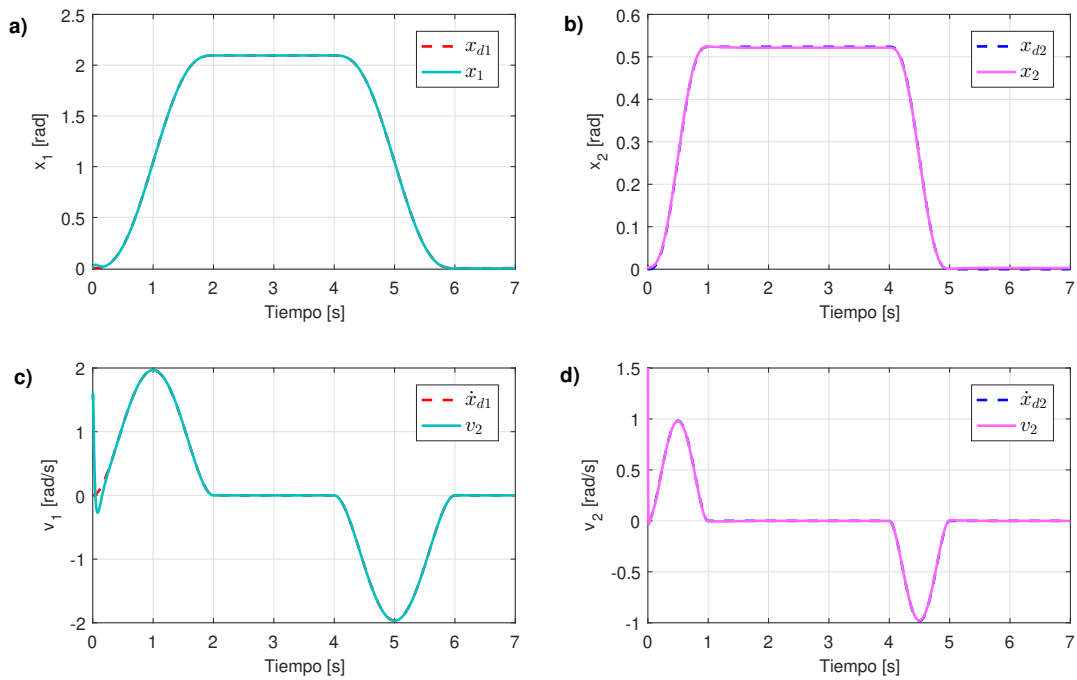 a)
2.5
2
1.5
1
0.5
0
x_1 [rad]
x_{d1}
x_1
0 1 2 3 4 5 6 7
Tiempo [s]
b)
0.6
0.5
0.4
0.3
0.2
0.1
0
x_2 [rad]
x_{d2}
x_2
0 1 2 3 4 5 6 7
Tiempo [s]
c)
2
1
0
-1
-2
v_1 [rad/s]
ẋ_{d1}
v_2
0 1 2 3 4 5 6 7
Tiempo [s]
d)
1.5
1
0.5
0
-0.5
-1
v_2 [rad/s]
ẋ_{d2}
v_2
0 1 2 3 4 5 6 7
Tiempo [s]